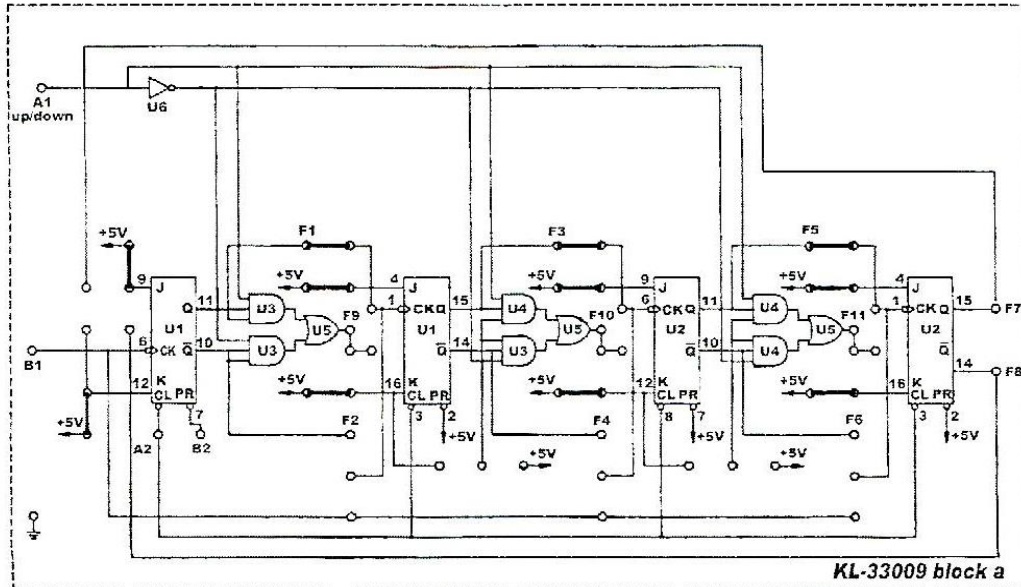 A1
up/down
U6
+5V
F1
+5V
F3
+5V
F5
+5V
9
J
U1
Q
11
6
CK
Q̅
10
12
K
CL
PR
7
B1
+5V
A2
B2
U3
U3
U5
F9
4
J
1
CK
Q
15
U1
Q̅
14
+5V
16
K
CL
PR
3
2
+5V
F2
U4
U3
U5
F10
9
J
6
CK
Q
11
U2
Q̅
10
+5V
12
K
CL
PR
8
7
+5V
F4
+5V
U4
U4
U5
F11
4
J
1
CK
Q
15
F7
U2
Q̅
14
F8
+5V
16
K
CL
PR
3
2
+5V
F6
+5V
KL-33009 block a